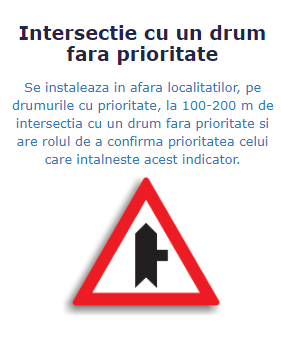 Intersectie cu un drum
fara prioritate
Se instaleaza in afara localitatilor, pe
drumurile cu prioritate, la 100-200 m de
intersectia cu un drum fara prioritate si
are rolul de a confirma prioritatea celui
care intalneste acest indicator.